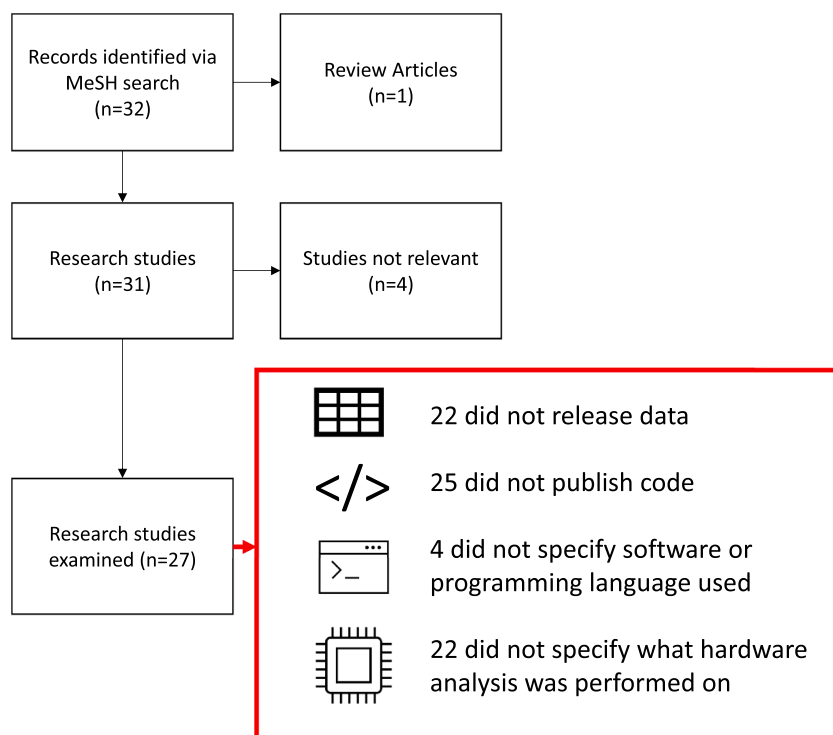 Records identified via
MeSH search
(n=32)
Review Articles
(n=1)
Research studies
(n=31)
Studies not relevant
(n=4)
Research studies
examined (n=27)
22 did not release data
</>
25 did not publish code
>_
4 did not specify software or
programming language used
22 did not specify what hardware
analysis was performed on